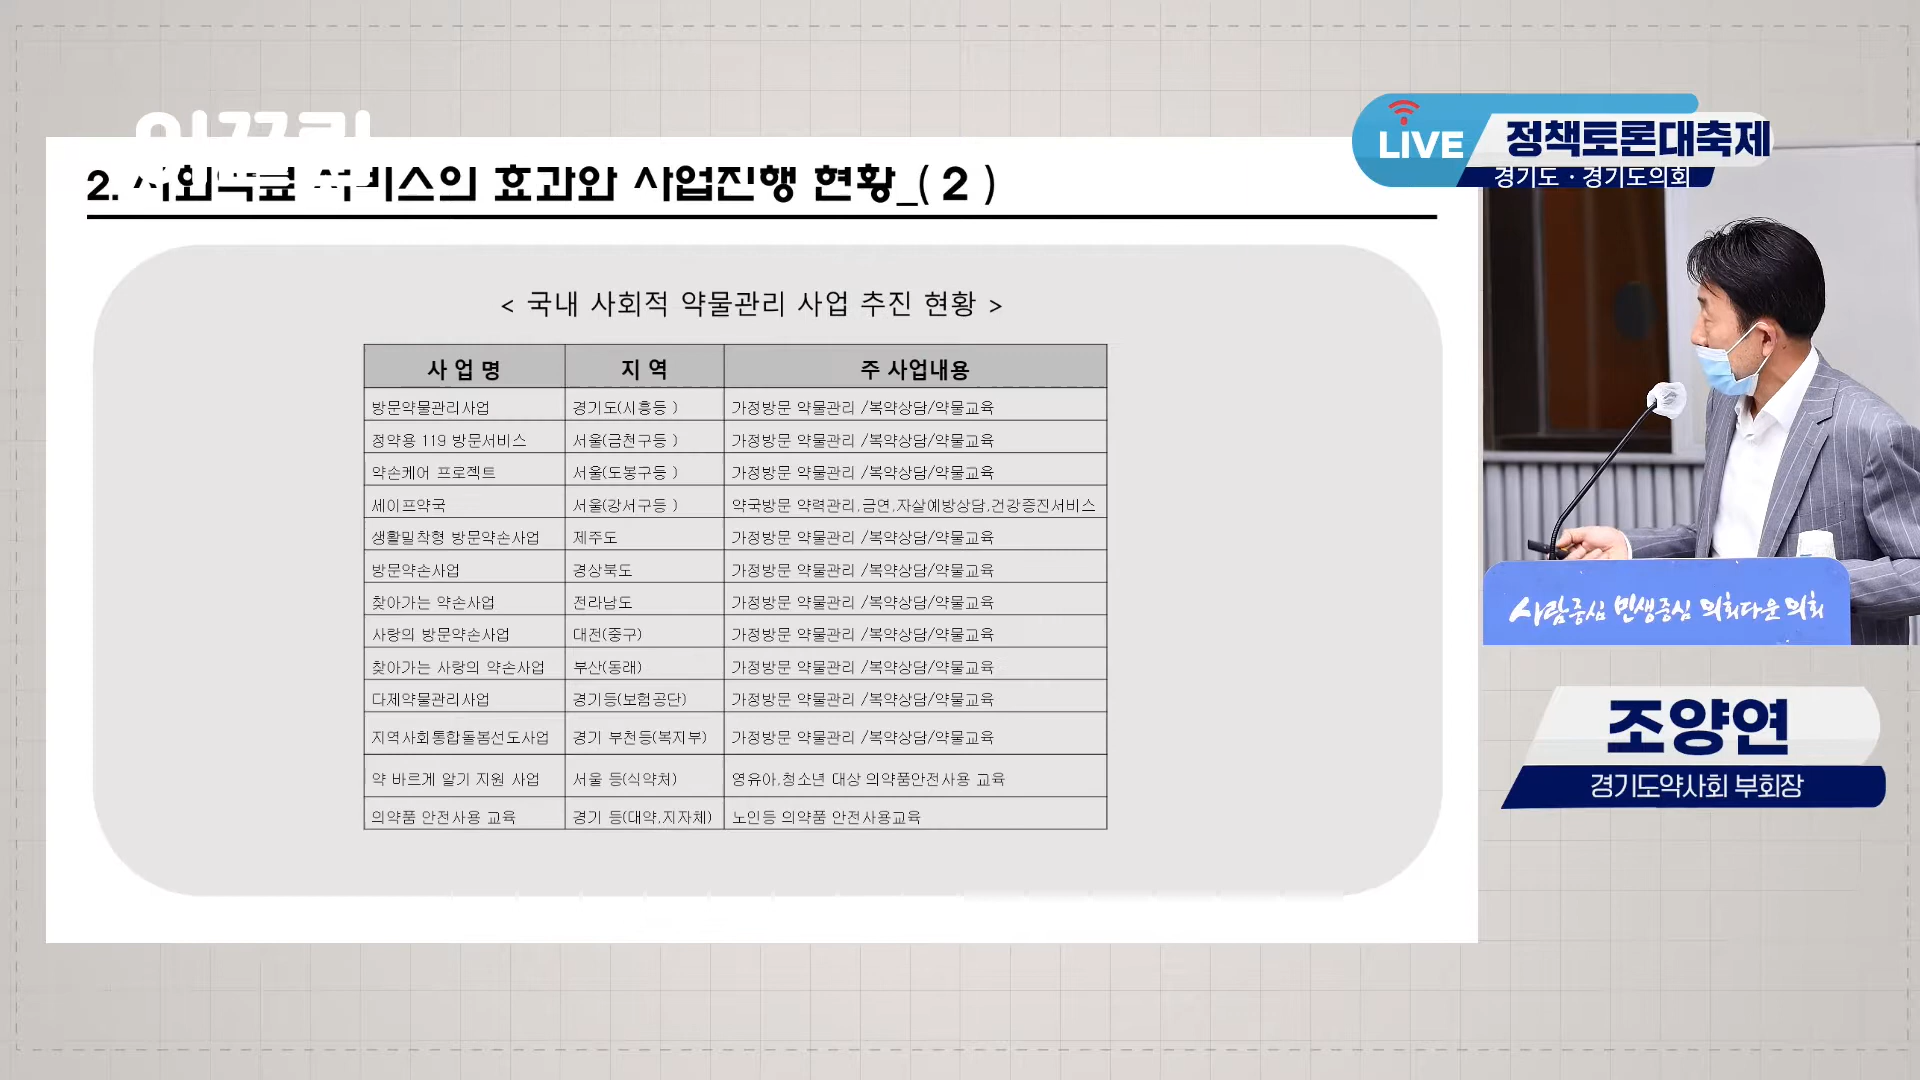 LIVE 정책토론대축제
경기도 · 경기도의회
2. 사회약료 서비스의 효과와 사업진행 현황_( 2 )
< 국내 사회적 약물관리 사업 추진 현황 >
사 업 명 지 역 주 사업내용
방문약물관리사업 경기도(시흥등 ) 가정방문 약물관리 /복약상담/약물교육
정약용 119 방문서비스 서울(금천구등 ) 가정방문 약물관리 /복약상담/약물교육
약손케어 프로젝트 서울(도봉구등 ) 가정방문 약물관리 /복약상담/약물교육
세이프약국 서울(강서구등 ) 약국방문 약력관리,금연,자살예방상담,건강증진서비스
생활밀착형 방문약손사업 제주도 가정방문 약물관리 /복약상담/약물교육
방문약손사업 경상북도 가정방문 약물관리 /복약상담/약물교육
찾아가는 약손사업 전라남도 가정방문 약물관리 /복약상담/약물교육
사랑의 방문약손사업 대전(중구) 가정방문 약물관리 /복약상담/약물교육
찾아가는 사랑의 약손사업 부산(동래) 가정방문 약물관리 /복약상담/약물교육
다제약물관리사업 경기등(보험공단) 가정방문 약물관리 /복약상담/약물교육
지역사회통합돌봄선도사업 경기 부천등(복지부) 가정방문 약물관리 /복약상담/약물교육
약 바르게 알기 지원 사업 서울 등(식약처) 영유아,청소년 대상 의약품안전사용 교육
의약품 안전사용 교육 경기 등(대약,지자체) 노인등 의약품 안전사용교육
사람중심 민생중심 의회다운 의회
조양연
경기도약사회 부회장